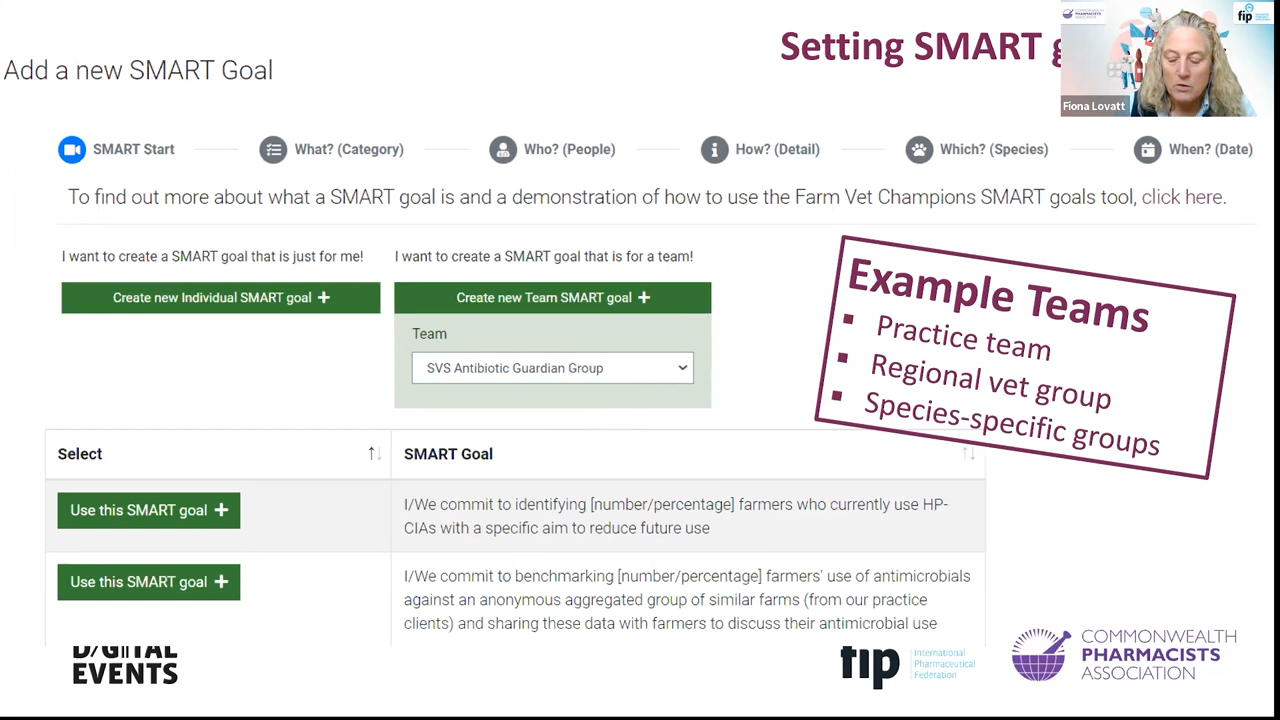 Setting SMART
Add a new SMART Goal
fip
Fiona Lovatt
SMART Start
What? (Category)
Who? (People)
How? (Detail)
Which? (Species)
When? (Date)
To find out more about what a SMART goal is and a demonstration of how to use the Farm Vet Champions SMART goals tool, click here.
I want to create a SMART goal that is just for me!
I want to create a SMART goal that is for a team!
Create new Individual SMART goal +
Create new Team SMART goal +
Team
SVS Antibiotic Guardian Group
Example Teams
▪ Practice team
▪ Regional vet group
▪ Species-specific groups
Select
SMART Goal
Use this SMART goal +
I/We commit to identifying [number/percentage] farmers who currently use HP-
CIAs with a specific aim to reduce future use
Use this SMART goal +
I/We commit to benchmarking [number/percentage] farmers' use of antimicrobials
against an anonymous aggregated group of similar farms (from our practice
clients) and sharing these data with farmers to discuss their antimicrobial use
DIGITAL
EVENTS
fip
International
Pharmaceutical
Federation
COMMONWEALTH
PHARMACISTS
ASSOCIATION